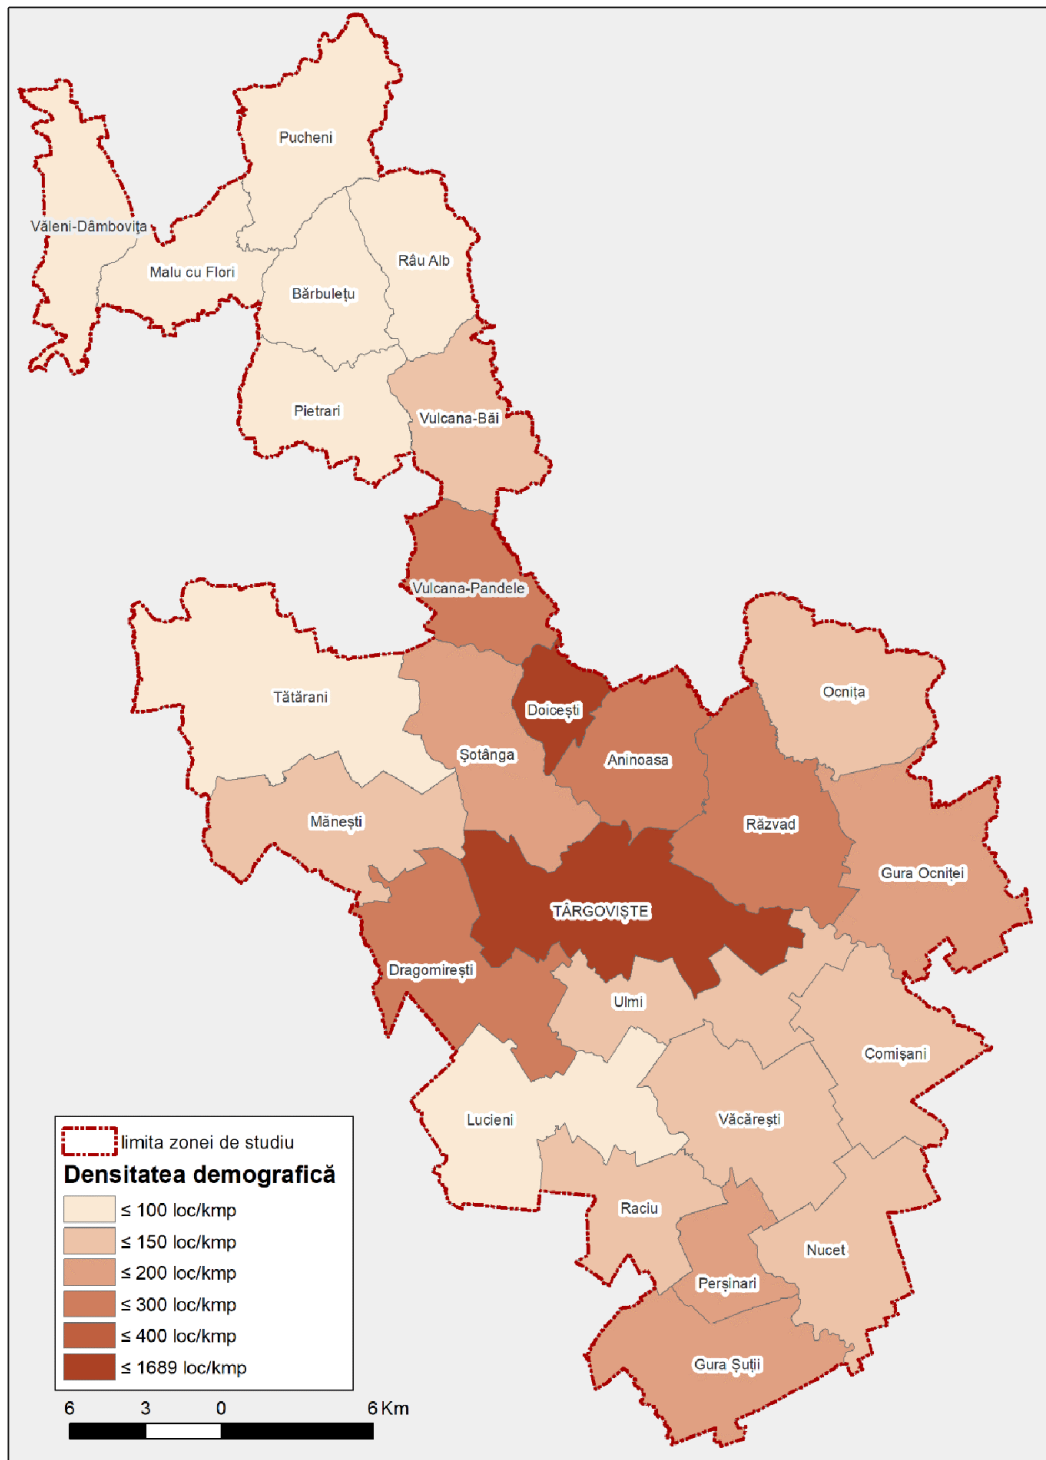 Pucheni
Văleni-Dâmbovița
Malu cu Flori
Râu Alb
Bărbulețu
Pietrari
Vulcana-Băi
Vulcana-Pandele
Tătărani
Ocnița
Doicești
Șotânga
Aninoasa
Mănești
Răzvad
Gura Ocniței
TÂRGOVIȘTE
Dragomirești
Ulmi
Comișani
Lucieni
Văcărești
Raciu
Nucet
Perșinari
Gura Șuții
limita zonei de studiu
Densitatea demografică
≤ 100 loc/kmp
≤ 150 loc/kmp
≤ 200 loc/kmp
≤ 300 loc/kmp
≤ 400 loc/kmp
≤ 1689 loc/kmp
6 3 0 6 Km